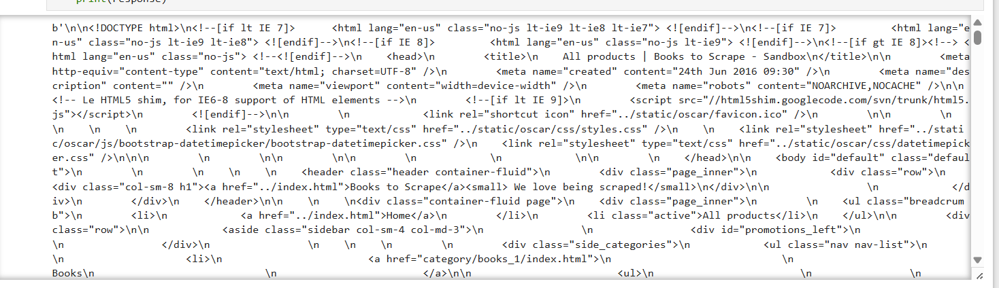 print(response)
b'\n\n<!DOCTYPE html>\n<!--[if lt IE 7]>      <html lang="en-us" class="no-js lt-ie9 lt-ie8 lt-ie7"> <![endif]-->\n<!--[if IE 7]>         <html lang="e
n-us" class="no-js lt-ie9 lt-ie8"> <![endif]-->\n<!--[if IE 8]>         <html lang="en-us" class="no-js lt-ie9"> <![endif]-->\n<!--[if gt IE 8]><!--> <
html lang="en-us" class="no-js"> <!--<![endif]-->\n    <head>\n        <title>\n    All products | Books to Scrape - Sandbox\n</title>\n\n        <meta
http-equiv="content-type" content="text/html; charset=UTF-8" />\n        <meta name="created" content="24th Jun 2016 09:30" />\n        <meta name="des
cription" content="" />\n        <meta name="viewport" content="width=device-width" />\n        <meta name="robots" content="NOARCHIVE,NOCACHE" />\n\n
<!-- Le HTML5 shim, for IE6-8 support of HTML elements -->\n        <!--[if lt IE 9]>\n        <script src="//html5shim.googlecode.com/svn/trunk/html5.
js"></script>\n        <![endif]-->\n\n        \n            <link rel="shortcut icon" href="../static/oscar/favicon.ico" />\n        \n\n        \n
\n    \n    \n        <link rel="stylesheet" type="text/css" href="../static/oscar/css/styles.css" />\n    \n    <link rel="stylesheet" href="../stati
c/oscar/js/bootstrap-datetimepicker/bootstrap-datetimepicker.css" />\n    <link rel="stylesheet" type="text/css" href="../static/oscar/css/datetimepick
er.css" />\n\n\n        \n        \n\n        \n\n        \n            \n            \n\n        \n    </head>\n\n    <body id="default" class="defaul
t">\n        \n        \n    \n    \n    <header class="header container-fluid">\n        <div class="page_inner">\n            <div class="row">\n
<div class="col-sm-8 h1"><a href="../index.html">Books to Scrape</a><small> We love being scraped!</small>\n</div>\n\n                \n            </d
iv>\n        </div>\n    </header>\n\n    \n    \n<div class="container-fluid page">\n    <div class="page_inner">\n        \n    <ul class="breadcrum
b">\n        <li>\n            <a href="../index.html">Home</a>\n        </li>\n        <li class="active">All products</li>\n    </ul>\n\n        <div
class="row">\n\n            <aside class="sidebar col-sm-4 col-md-3">\n                \n                <div id="promotions_left">\n
\n                </div>\n                \n    \n    \n        \n        <div class="side_categories">\n            <ul class="nav nav-list">\n
\n                    <li>\n                        <a href="category/books_1/index.html">\n                            \n
Books\n                            \n                        </a>\n\n                        <ul>\n                        \n                \n